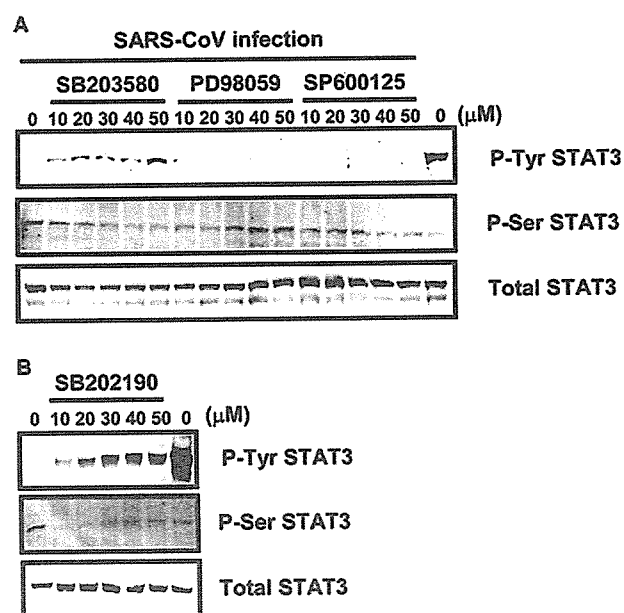 A
SARS-CoV infection
SB203580 PD98059 SP600125
0 10 20 30 40 50 10 20 30 40 50 10 20 30 40 50 0 (μM)
P-Tyr STAT3
P-Ser STAT3
Total STAT3
B
SB202190
0 10 20 30 40 50 0 (μM)
P-Tyr STAT3
P-Ser STAT3
Total STAT3